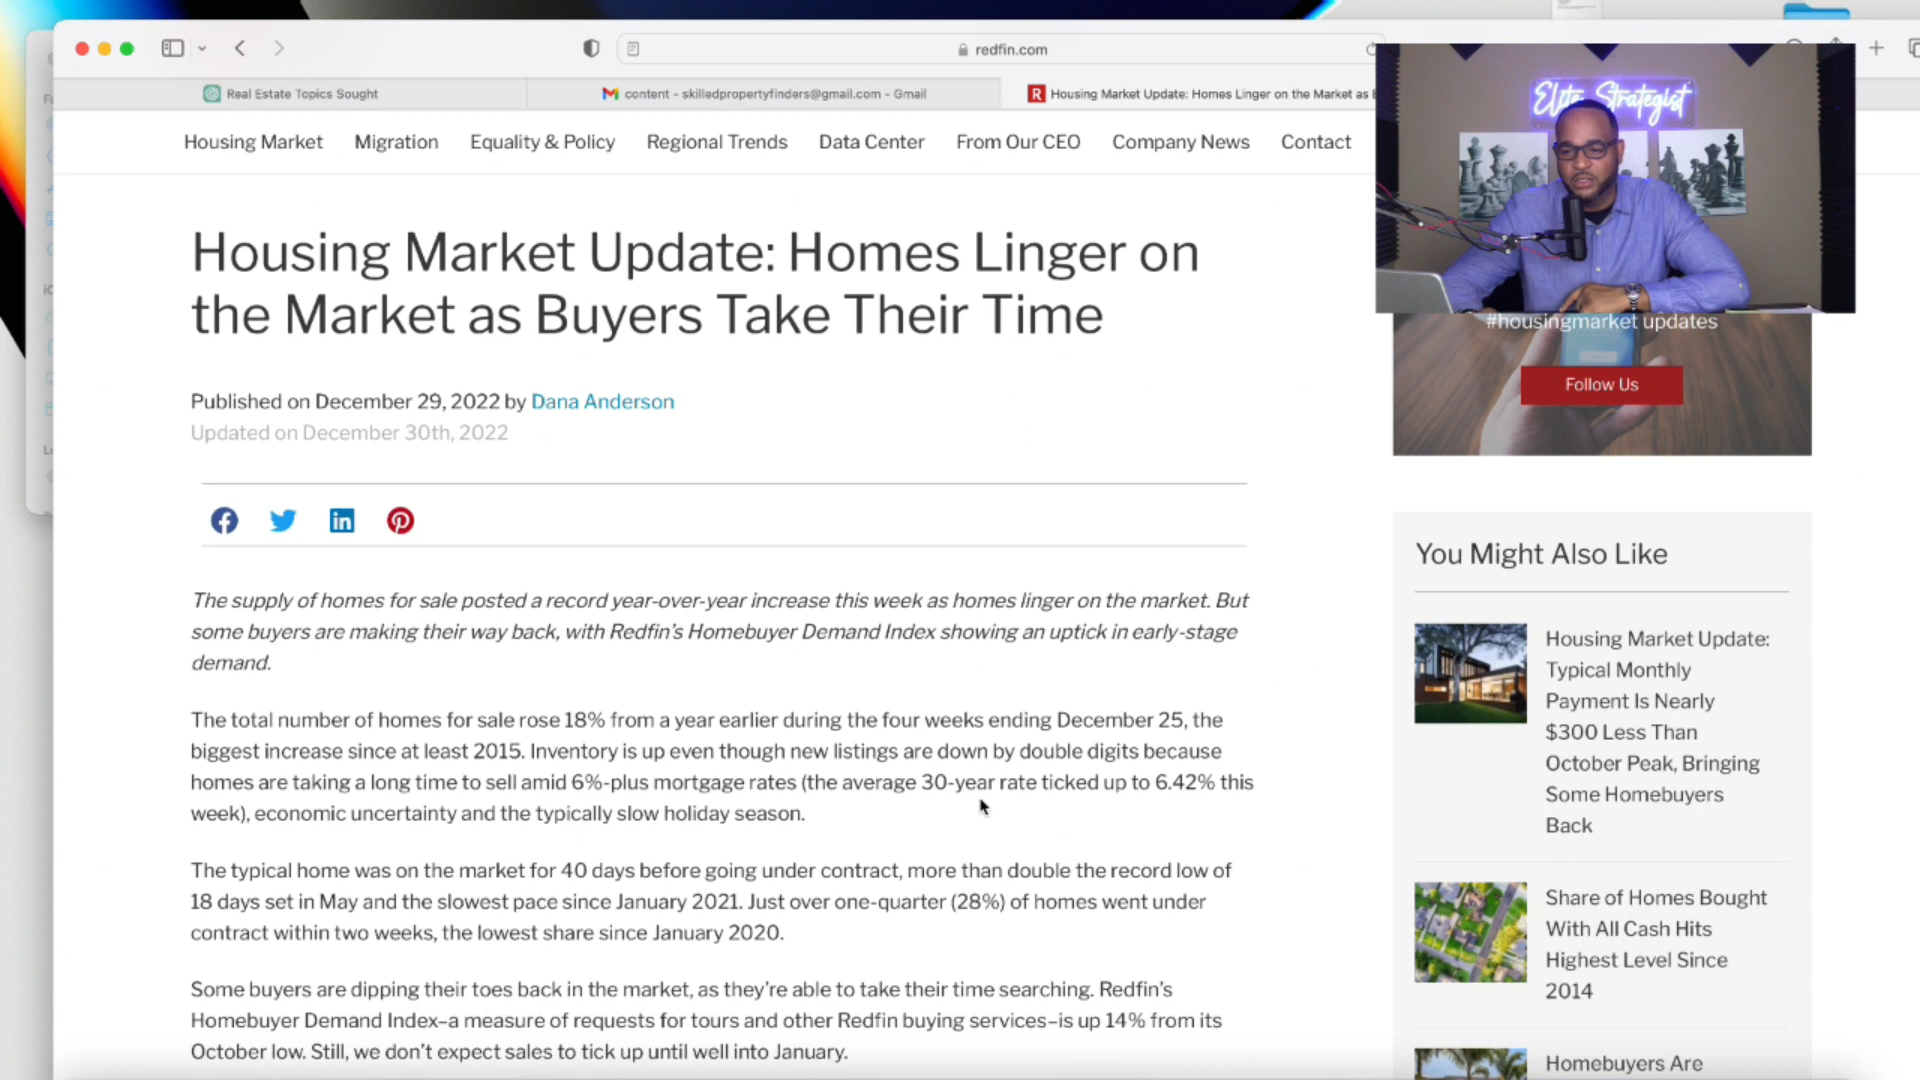 redfin.com
Real Estate Topics Sought
content - skilledpropertyfinders@gmail.com - Gmail
R
Housing Market Update: Homes Linger on the Market as
Elite Strategist
Housing Market
Migration
Equality & Policy
Regional Trends
Data Center
From Our CEO
Company News
Contact
Housing Market Update: Homes Linger on
the Market as Buyers Take Their Time
#housingmarket updates
Follow Us
Published on December 29, 2022 by Dana Anderson
Updated on December 30th, 2022
The supply of homes for sale posted a record year-over-year increase this week as homes linger on the market. But
some buyers are making their way back, with Redfin's Homebuyer Demand Index showing an uptick in early-stage
demand.
The total number of homes for sale rose 18% from a year earlier during the four weeks ending December 25, the
biggest increase since at least 2015. Inventory is up even though new listings are down by double digits because
homes are taking a long time to sell amid 6%-plus mortgage rates (the average 30-year rate ticked up to 6.42% this
week), economic uncertainty and the typically slow holiday season.
The typical home was on the market for 40 days before going under contract, more than double the record low of
18 days set in May and the slowest pace since January 2021. Just over one-quarter (28%) of homes went under
contract within two weeks, the lowest share since January 2020.
Some buyers are dipping their toes back in the market, as they're able to take their time searching. Redfin's
Homebuyer Demand Index–a measure of requests for tours and other Redfin buying services–is up 14% from its
October low. Still, we don't expect sales to tick up until well into January.
You Might Also Like
Housing Market Update:
Typical Monthly
Payment Is Nearly
$300 Less Than
October Peak, Bringing
Some Homebuyers
Back
Share of Homes Bought
With All Cash Hits
Highest Level Since
2014
Homebuyers Are